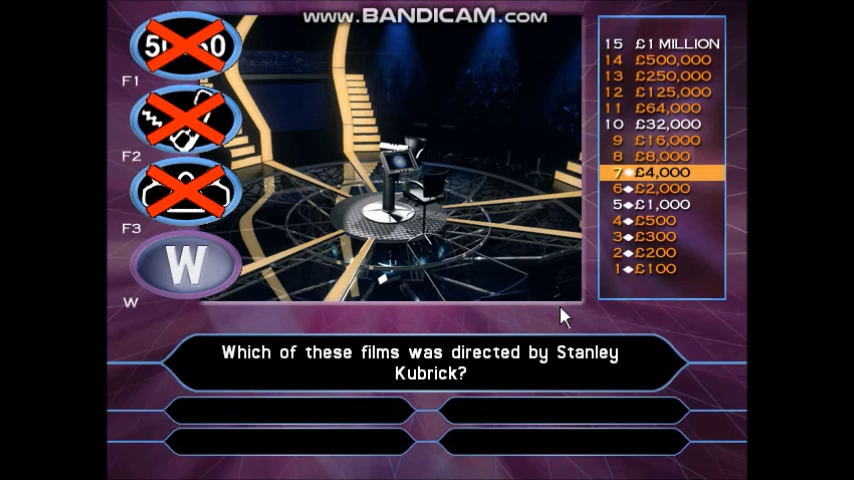 www.BANDICAM.com
F1
F2
F3
W
W
15 £1 MILLION
14 £500,000
13 £250,000
12 £125,000
11 £64,000
10 £32,000
9 £16,000
8 £8,000
7◆£4,000
6◆£2,000
5◆£1,000
4◆£500
3◆£300
2◆£200
1◆£100
Which of these films was directed by Stanley
Kubrick?